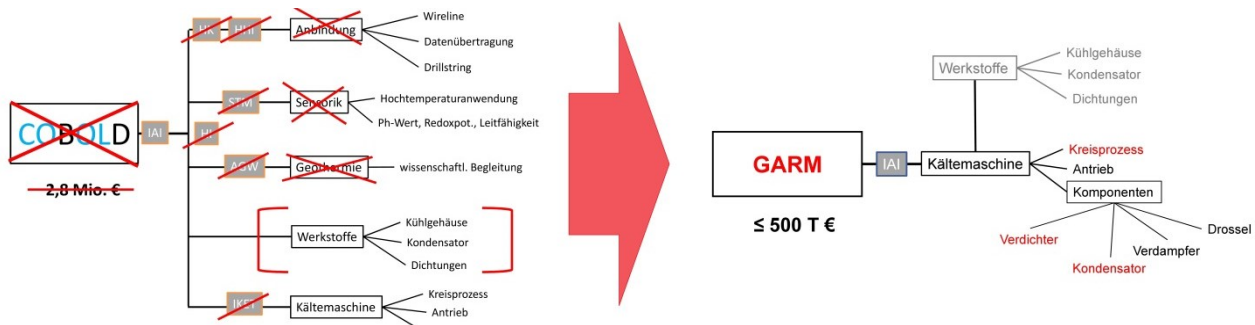 HR HHI Anbindung
Wireline
Datenübertragung
Drillstring
STM Sensorik
Hochtemperaturanwendung
Ph-Wert, Redoxpot., Leitfähigkeit
COBOLD IAI
2,8 Mio. €
AGW Geothermie
wissenschaftl. Begleitung
Werkstoffe
Kühlgehäuse
Kondensator
Dichtungen
IKET Kältemaschine
Kreisprozess
Antrieb
Werkstoffe
Kühlgehäuse
Kondensator
Dichtungen
GARM IAI Kältemaschine
≤ 500 T €
Kreisprozess
Antrieb
Komponenten
Verdichter
Kondensator
Verdampfer
Drossel